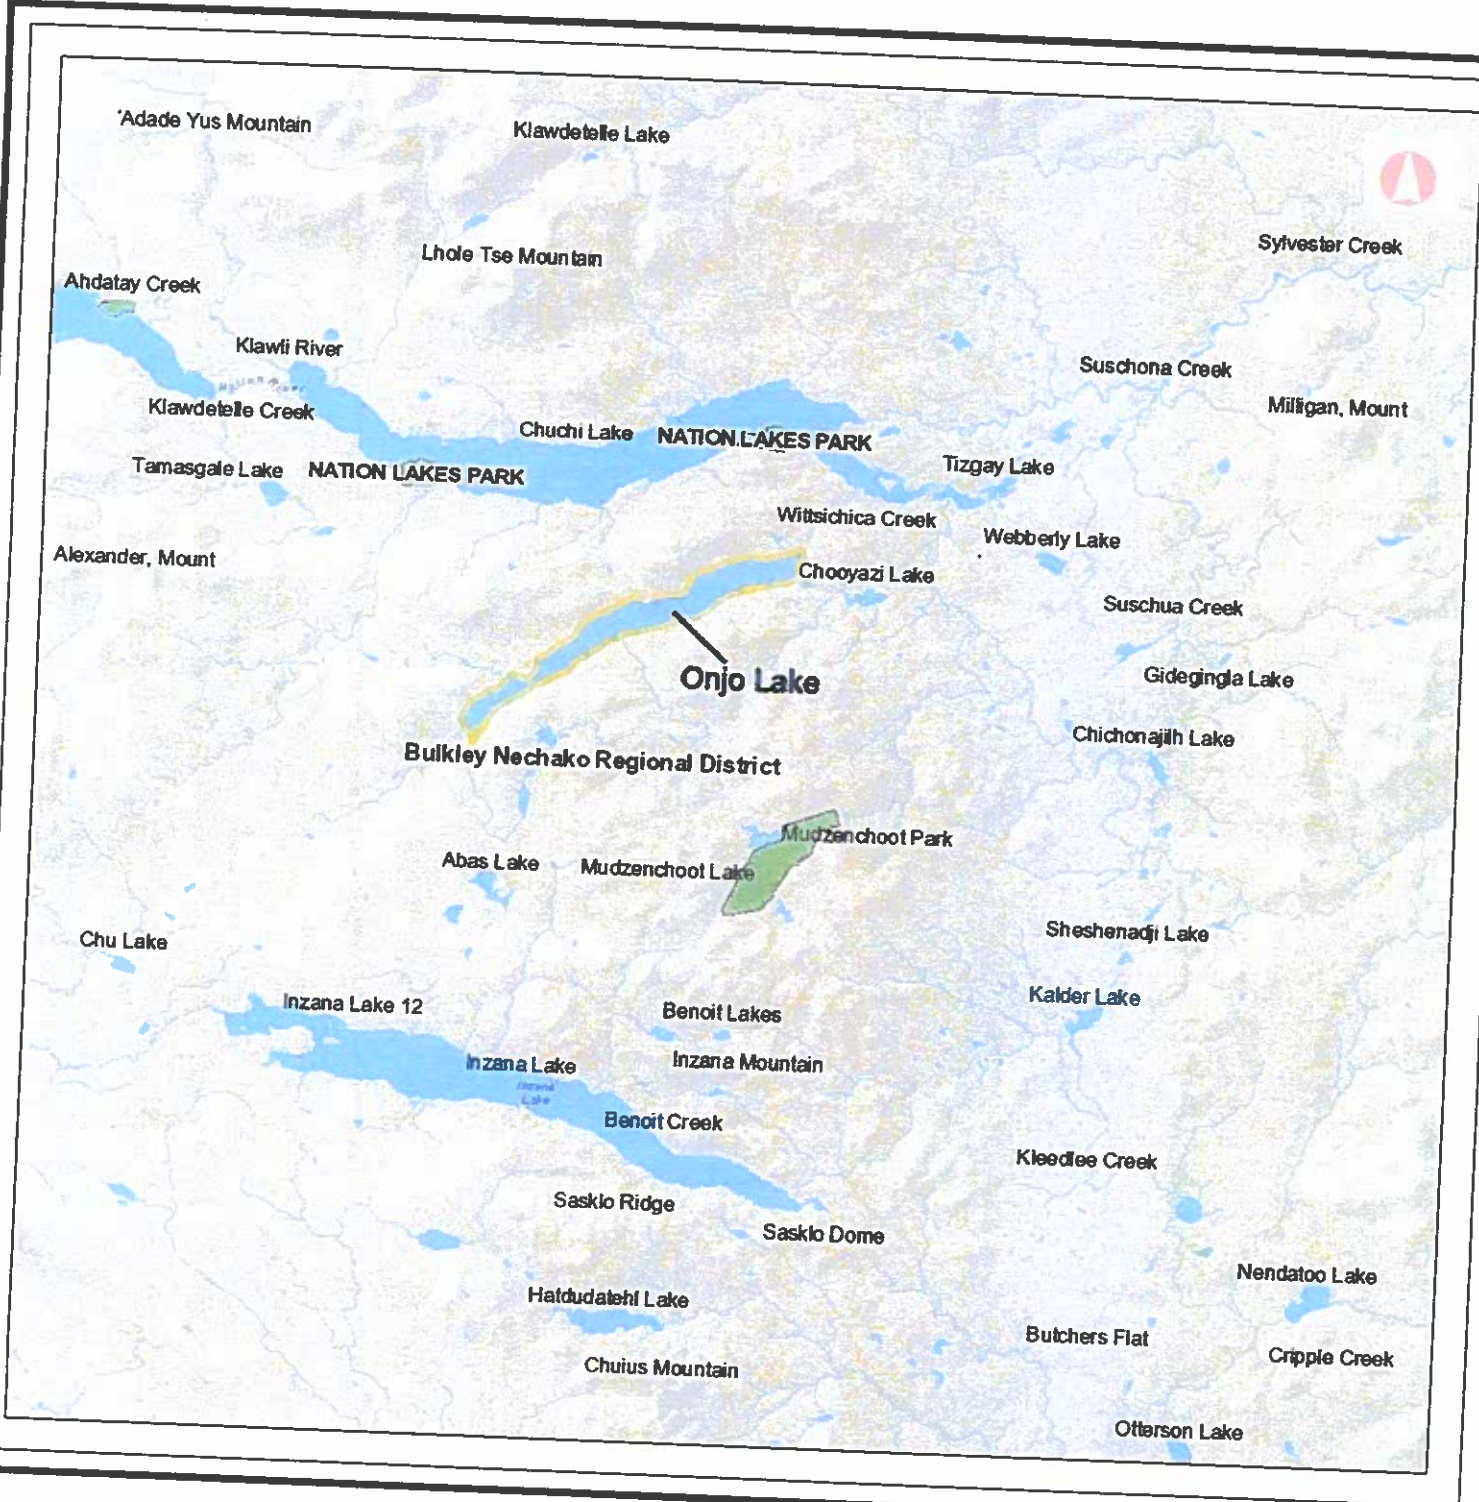 'Adade Yus Mountain
Klawdetelle Lake
Sylvester Creek
Lhole Tse Mountain
Ahdatay Creek
Klawli River
Suschona Creek
Nation River
Milligan, Mount
Klawdetelle Creek
Chuchi Lake
NATION LAKES PARK
Tizgay Lake
Tamasgale Lake
NATION LAKES PARK
Wittsichica Creek
Webberly Lake
Alexander, Mount
Chooyazi Lake
Suschua Creek
Onjo Lake
Gidegingla Lake
Chichonajilh Lake
Bulkley Nechako Regional District
Mudzenchoot Park
Abas Lake
Mudzenchoot Lake
Chu Lake
Sheshenadji Lake
Kalder Lake
Inzana Lake 12
Benoit Lakes
Inzana Lake
Inzana Mountain
Inzana
Lake
Benoit Creek
Kleedlee Creek
Sasklo Ridge
Sasklo Dome
Nendatoo Lake
Hatdudatehl Lake
Butchers Flat
Cripple Creek
Chuius Mountain
Otterson Lake